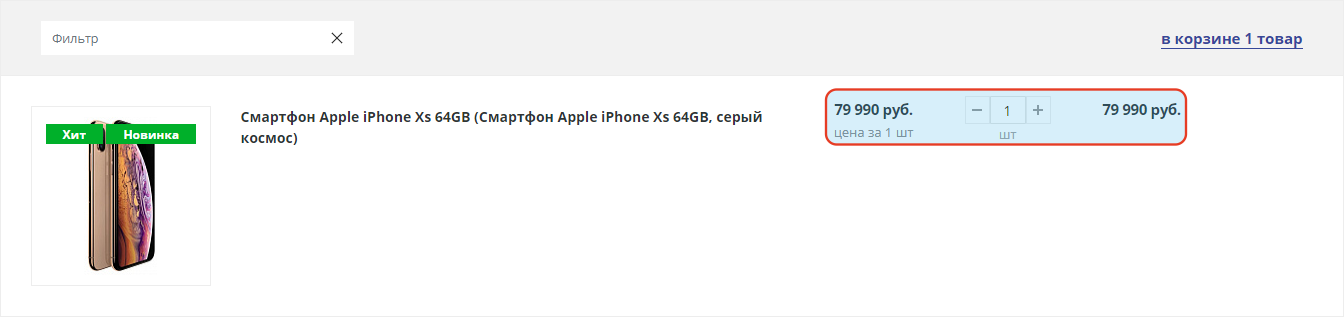 Фильтр
в корзине 1 товар
Хит Новинка
Смартфон Apple iPhone Xs 64GB (Смартфон Apple iPhone Xs 64GB, серый
космос)
79 990 руб.
цена за 1 шт
1
шт
79 990 руб.